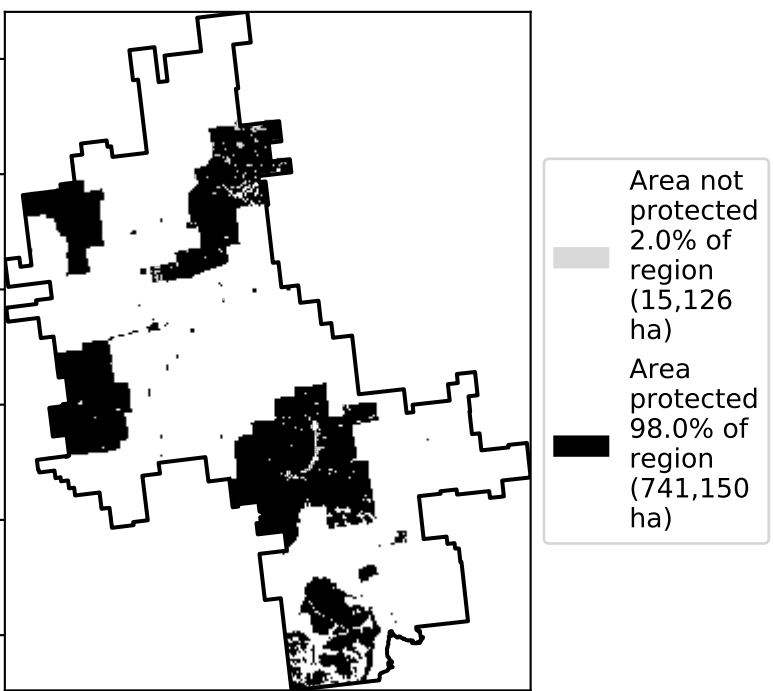 Area not
protected
2.0% of
region
(15,126
ha)
Area
protected
98.0% of
region
(741,150
ha)